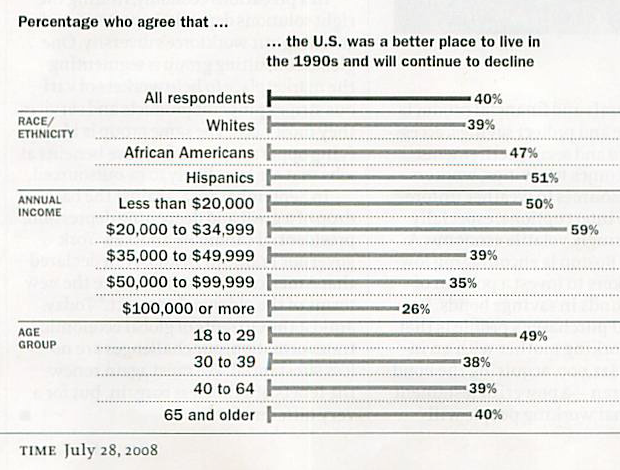 Percentage who agree that ...
... the U.S. was a better place to live in
the 1990s and will continue to decline
All respondents 40%
RACE/
ETHNICITY
Whites 39%
African Americans 47%
Hispanics 51%
ANNUAL
INCOME
Less than $20,000 50%
$20,000 to $34,999 59%
$35,000 to $49,999 39%
$50,000 to $99,999 35%
$100,000 or more 26%
AGE
GROUP
18 to 29 49%
30 to 39 38%
40 to 64 39%
65 and older 40%
TIME July 28, 2008